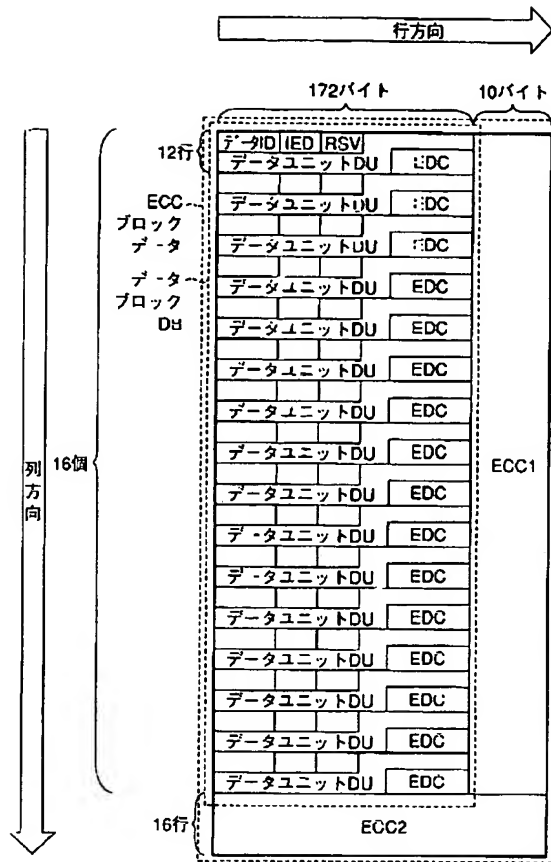 行方向
172バイト
10バイト
データID IED RSV
12行
データユニットDU EDC
ECC
ブロック
データ
データユニットDU EDC
データユニットDU EDC
データ
ブロック
DB
データユニットDU EDC
データユニットDU EDC
データユニットDU EDC
データユニットDU EDC
16個
列方向
データユニットDU EDC
ECC1
データユニットDU EDC
データユニットDU EDC
データユニットDU EDC
データユニットDU EDC
データユニットDU EDC
データユニットDU EDC
データユニットDU EDC
データユニットDU EDC
16行
ECC2